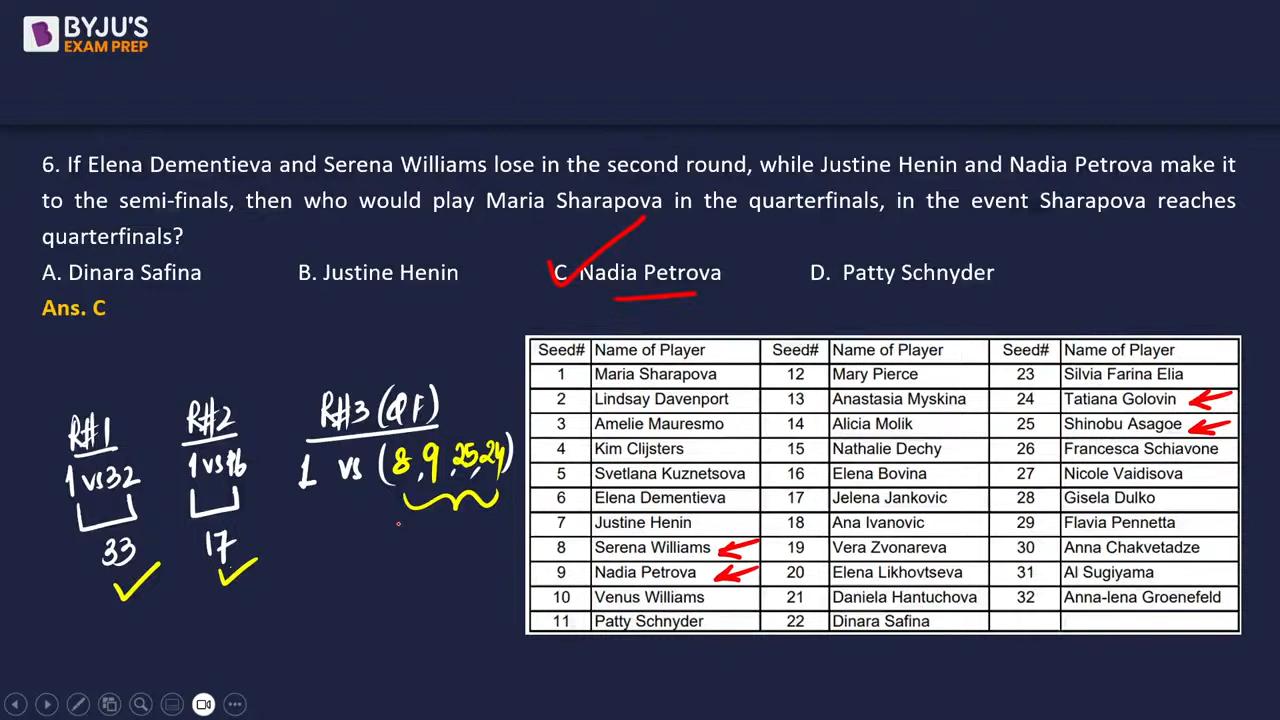 BYJU'S
EXAM PREP
6. If Elena Dementieva and Serena Williams lose in the second round, while Justine Henin and Nadia Petrova make it
to the semi-finals, then who would play Maria Sharapova in the quarterfinals, in the event Sharapova reaches
quarterfinals?
A. Dinara Safina B. Justine Henin C. Nadia Petrova D. Patty Schnyder
Ans. C
Seed# Name of Player Seed# Name of Player Seed# Name of Player
1 Maria Sharapova 12 Mary Pierce 23 Silvia Farina Elia
2 Lindsay Davenport 13 Anastasia Myskina 24 Tatiana Golovin
3 Amelie Mauresmo 14 Alicia Molik 25 Shinobu Asagoe
4 Kim Clijsters 15 Nathalie Dechy 26 Francesca Schiavone
5 Svetlana Kuznetsova 16 Elena Bovina 27 Nicole Vaidisova
6 Elena Dementieva 17 Jelena Jankovic 28 Gisela Dulko
7 Justine Henin 18 Ana Ivanovic 29 Flavia Pennetta
8 Serena Williams 19 Vera Zvonareva 30 Anna Chakvetadze
9 Nadia Petrova 20 Elena Likhovtseva 31 Al Sugiyama
10 Venus Williams 21 Daniela Hantuchova 32 Anna-lena Groenefeld
11 Patty Schnyder 22 Dinara Safina
R#1 R#2 R#3 (QF)
1 vs 32 1 vs 16 1 vs (8, 9, 25, 24)
33 17